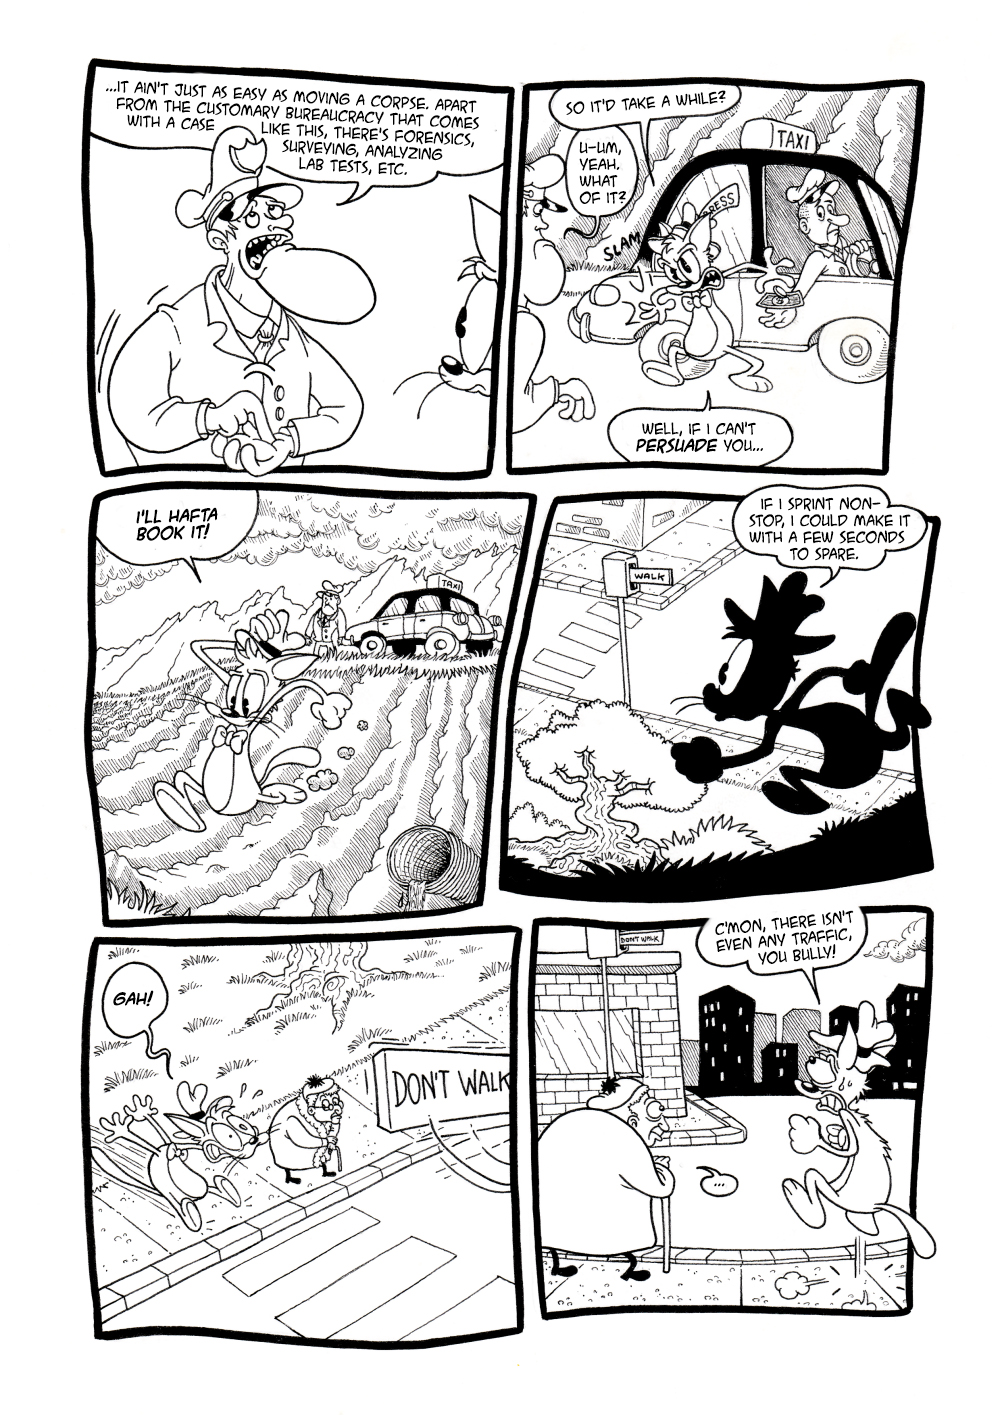 ...IT AIN'T JUST AS EASY AS MOVING A CORPSE. APART
FROM THE CUSTOMARY BUREAUCRACY THAT COMES
WITH A CASE LIKE THIS, THERE'S FORENSICS,
SURVEYING, ANALYZING
LAB TESTS, ETC.
SO IT'D TAKE A WHILE?
U-UM,
YEAH.
WHAT
OF IT?
TAXI
RESS
SLAM
WELL, IF I CAN'T
PERSUADE YOU...
I'LL HAFTA
BOOK IT!
TAXI
IF I SPRINT NON-
STOP, I COULD MAKE IT
WITH A FEW SECONDS
TO SPARE.
WALK
GAH!
DON'T WALK
DON'T WALK
C'MON, THERE ISN'T
EVEN ANY TRAFFIC,
YOU BULLY!
...